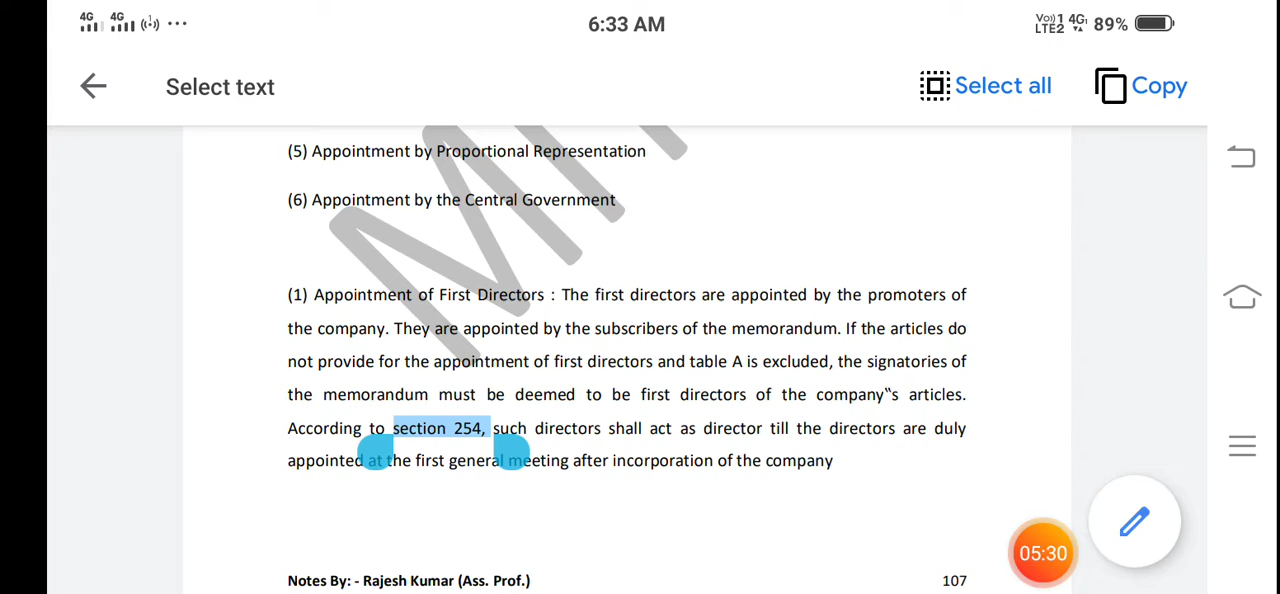 4G 4G 6:33 AM Vo)) 1 4G LTE2 89%
Select text Select all Copy
(5) Appointment by Proportional Representation
(6) Appointment by the Central Government
(1) Appointment of First Directors : The first directors are appointed by the promoters of
the company. They are appointed by the subscribers of the memorandum. If the articles do
not provide for the appointment of first directors and table A is excluded, the signatories of
the memorandum must be deemed to be first directors of the company‟s articles.
According to section 254, such directors shall act as director till the directors are duly
appointed at the first general meeting after incorporation of the company
05:30
Notes By: - Rajesh Kumar (Ass. Prof.) 107